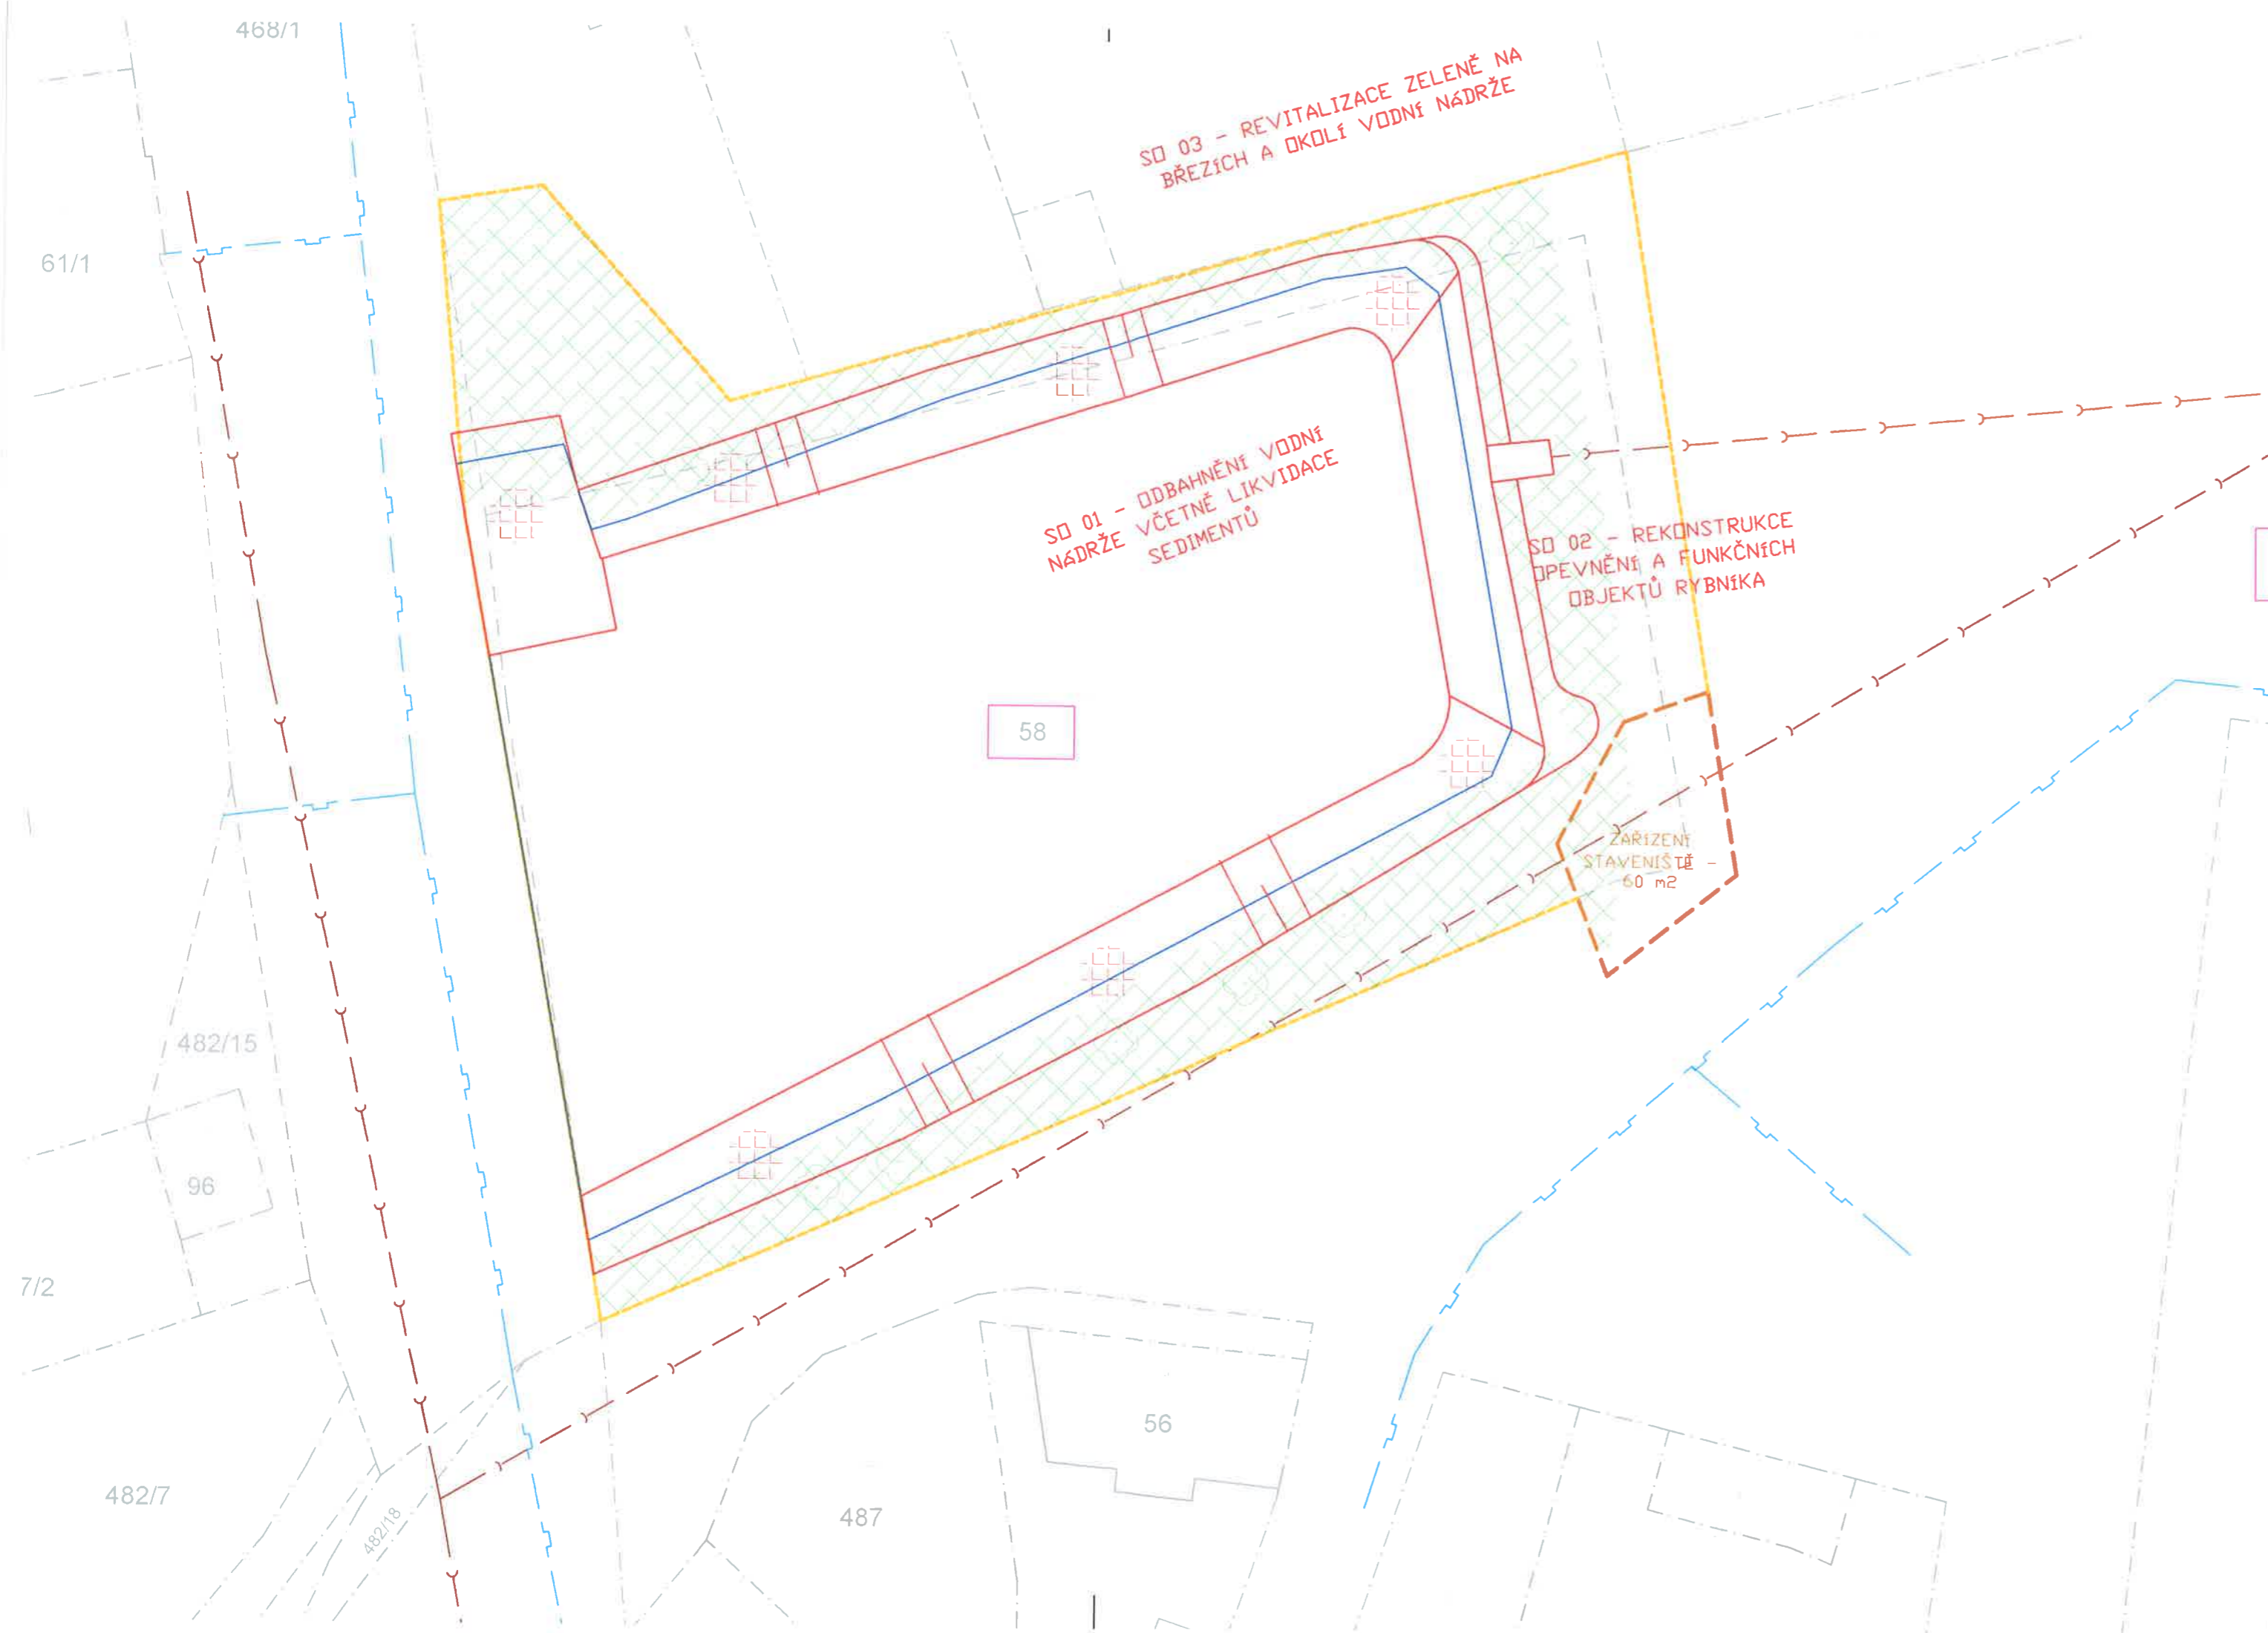 468/1
SO 03 - REVITALIZACE ZELENĚ NA
BŘEZÍCH A OKOLÍ VODNÍ NÁDRŽE
61/1
SO 01 - ODBAHNĚNÍ VODNÍ
NÁDRŽE VČETNĚ LIKVIDACE
SEDIMENTŮ
SO 02 - REKONSTRUKCE
OPEVNĚNÍ A FUNKČNÍCH
OBJEKTŮ RYBNÍKA
58
ZAŘÍZENÍ
STAVENIŠTĚ -
60 m2
482/15
96
7/2
56
482/7
482/18
487